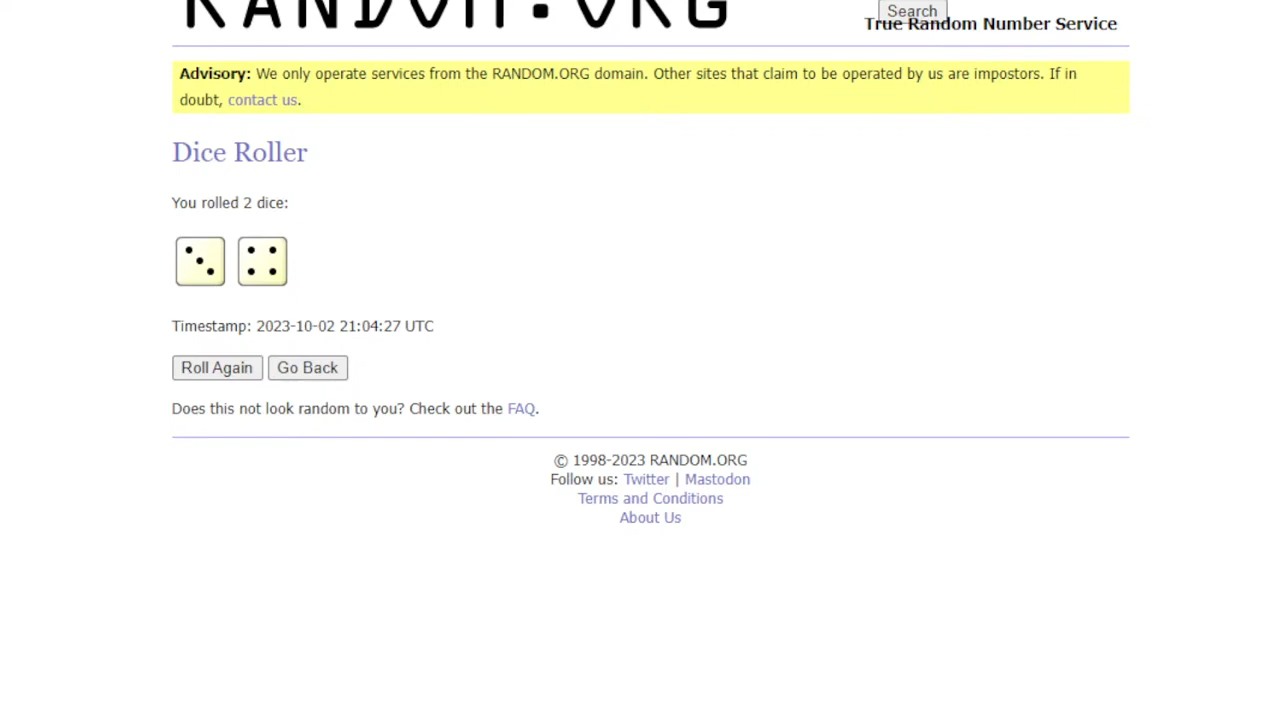 RANDOM.ORG
Search
True Random Number Service
Advisory: We only operate services from the RANDOM.ORG domain. Other sites that claim to be operated by us are impostors. If in
doubt, contact us.
Dice Roller
You rolled 2 dice:
Timestamp: 2023-10-02 21:04:27 UTC
Roll Again Go Back
Does this not look random to you? Check out the FAQ.
© 1998-2023 RANDOM.ORG
Follow us: Twitter | Mastodon
Terms and Conditions
About Us